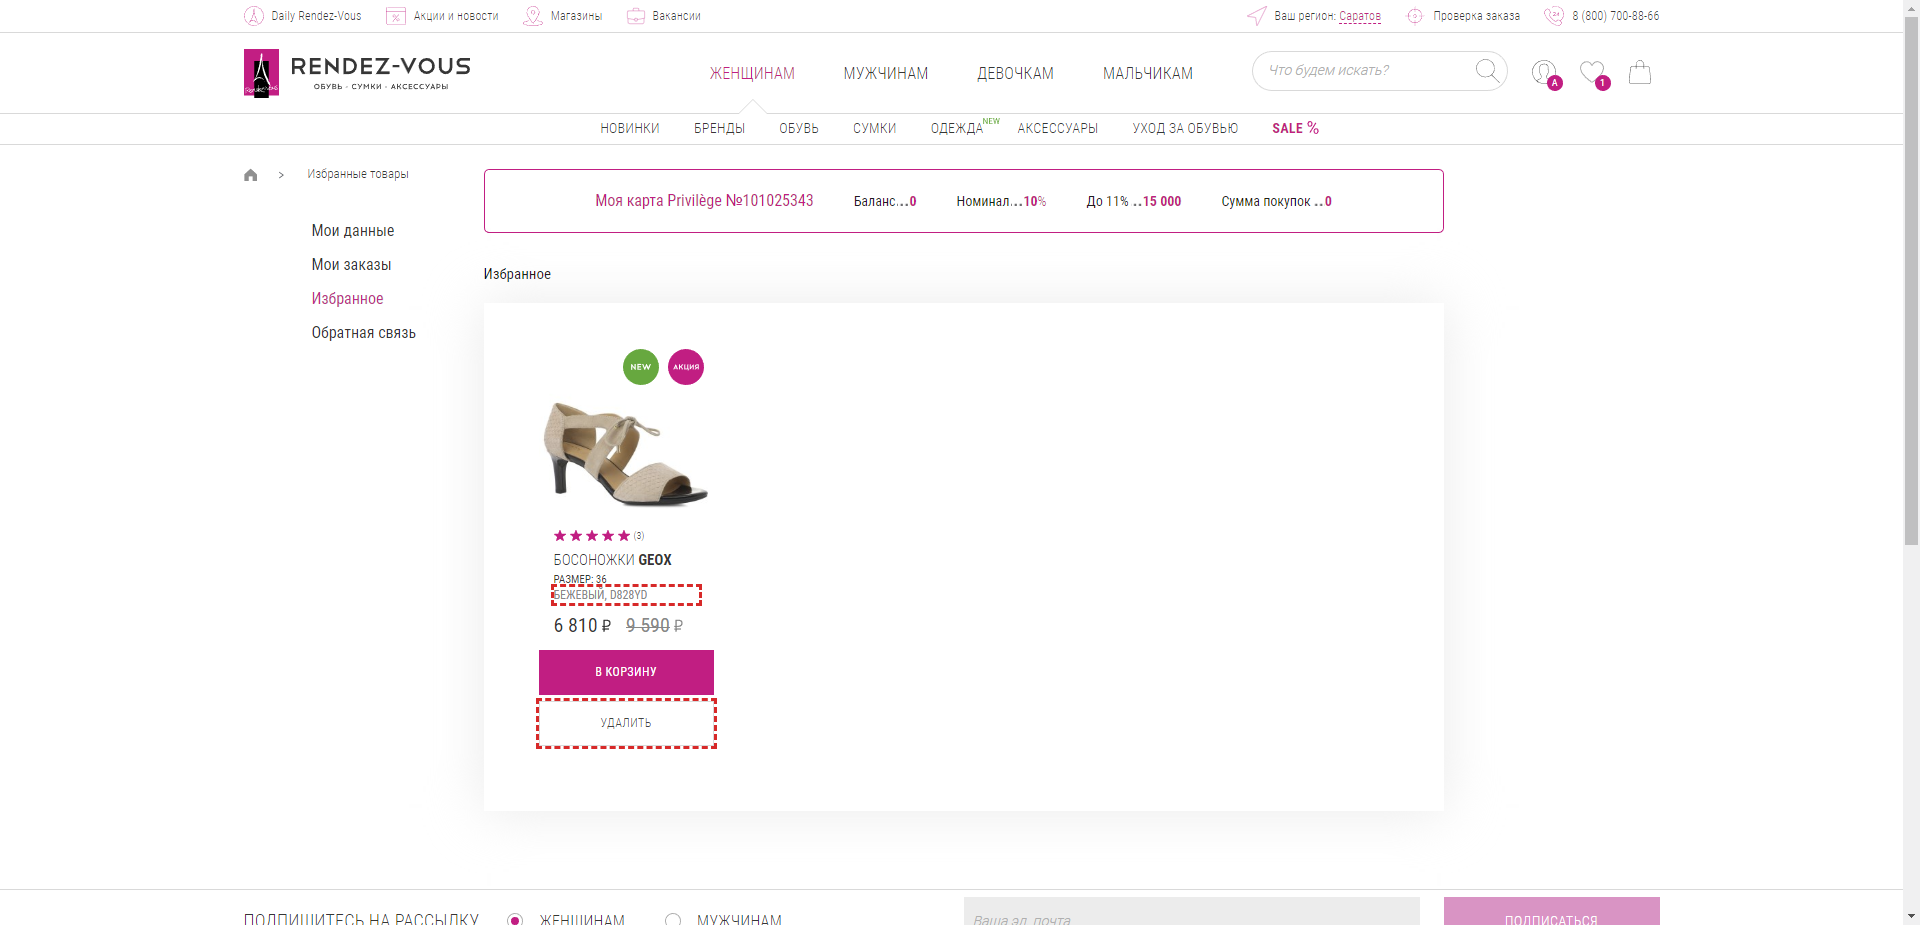 Daily Rendez-Vous Акции и новости Магазины Вакансии Ваш регион: Саратов Проверка заказа 8 (800) 700-88-66
RENDEZ-VOUS
ОБУВЬ · СУМКИ · АКСЕССУАРЫ
ЖЕНЩИНАМ МУЖЧИНАМ ДЕВОЧКАМ МАЛЬЧИКАМ
Что будем искать?
А 1
НОВИНКИ БРЕНДЫ ОБУВЬ СУМКИ ОДЕЖДА NEW АКСЕССУАРЫ УХОД ЗА ОБУВЬЮ SALE %
> Избранные товары
Моя карта Privilège №101025343 Баланс...0 Номинал...10% До 11% ..15 000 Сумма покупок ..0
Мои данные
Мои заказы
Избранное
Обратная связь
Избранное
NEW АКЦИЯ
(3)
БОСОНОЖКИ GEOX
РАЗМЕР: 36
БЕЖЕВЫЙ, D828YD
6 810 ₽ 9 590 ₽
В КОРЗИНУ
УДАЛИТЬ
ПОДПИШИТЕСЬ НА РАССЫЛКУ ЖЕНЩИНАМ МУЖЧИНАМ Ваша эл. почта ПОДПИСАТЬСЯ